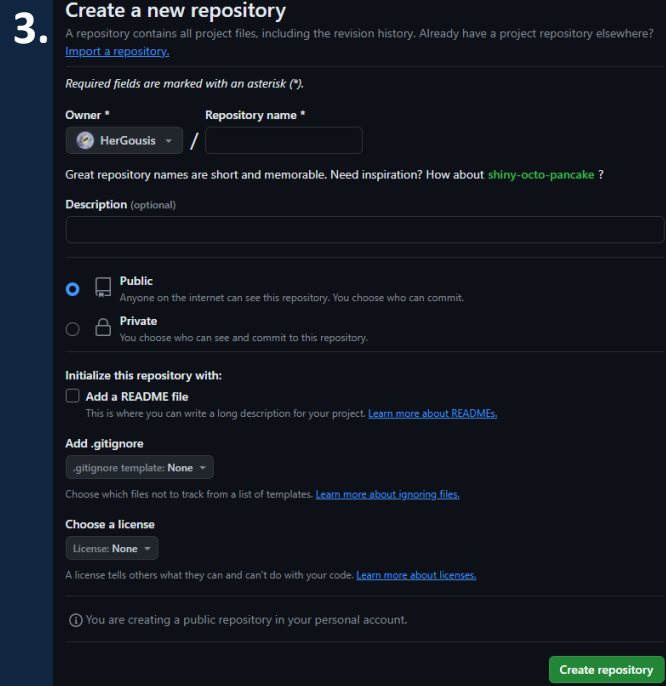 3.
Create a new repository
A repository contains all project files, including the revision history. Already have a project repository elsewhere?
Import a repository.
Required fields are marked with an asterisk (*).
Owner * Repository name *
HerGousis /
Great repository names are short and memorable. Need inspiration? How about shiny-octo-pancake ?
Description (optional)
Public
Anyone on the internet can see this repository. You choose who can commit.
Private
You choose who can see and commit to this repository.
Initialize this repository with:
Add a README file
This is where you can write a long description for your project. Learn more about READMEs.
Add .gitignore
.gitignore template: None
Choose which files not to track from a list of templates. Learn more about ignoring files.
Choose a license
License: None
A license tells others what they can and can't do with your code. Learn more about licenses.
You are creating a public repository in your personal account.
Create repository